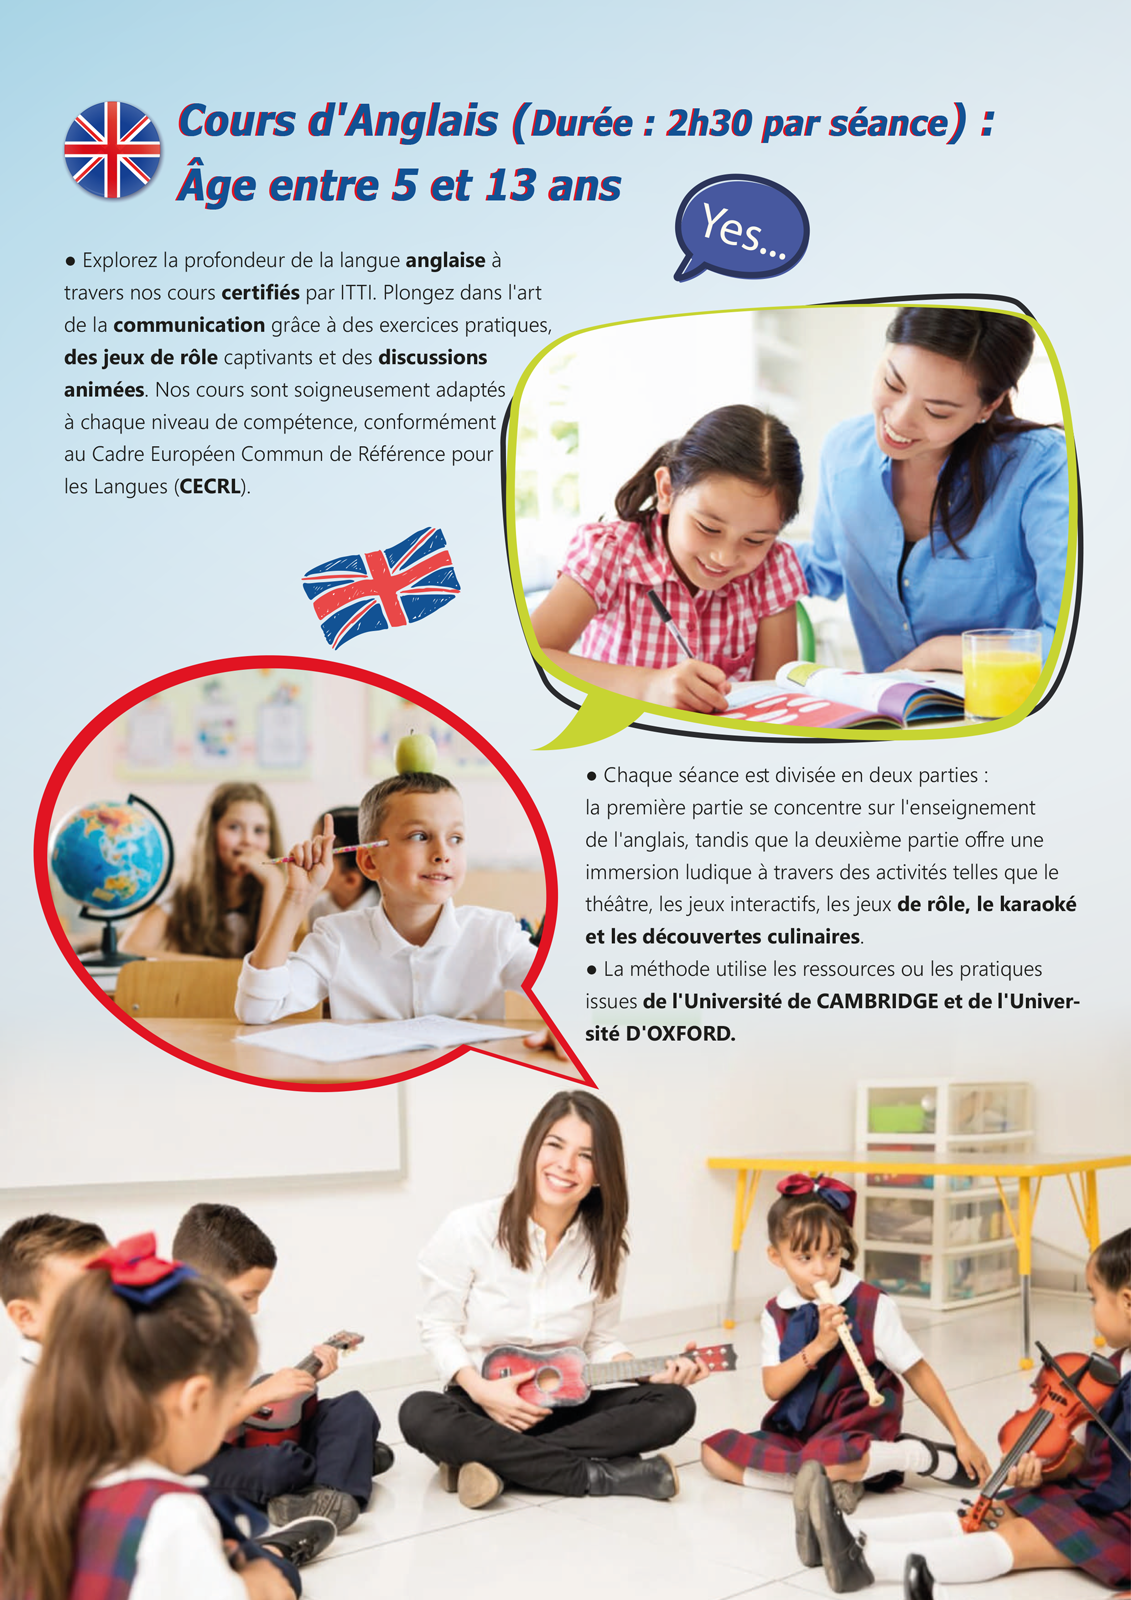 Cours d'Anglais (Durée : 2h30 par séance) :
Âge entre 5 et 13 ans
Yes...
● Explorez la profondeur de la langue anglaise à
travers nos cours certifiés par ITTI. Plongez dans l'art
de la communication grâce à des exercices pratiques,
des jeux de rôle captivants et des discussions
animées. Nos cours sont soigneusement adaptés
à chaque niveau de compétence, conformément
au Cadre Européen Commun de Référence pour
les Langues (CECRL).
● Chaque séance est divisée en deux parties :
la première partie se concentre sur l'enseignement
de l'anglais, tandis que la deuxième partie offre une
immersion ludique à travers des activités telles que le
théâtre, les jeux interactifs, les jeux de rôle, le karaoké
et les découvertes culinaires.
● La méthode utilise les ressources ou les pratiques
issues de l'Université de CAMBRIDGE et de l'Univer-
sité D'OXFORD.